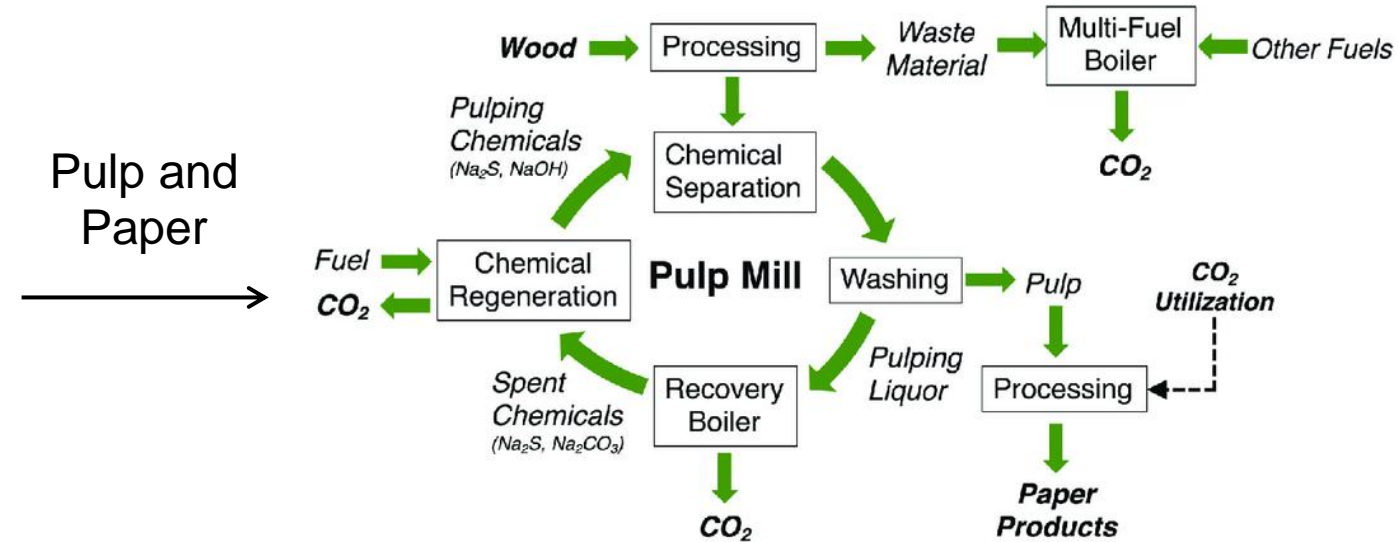 Pulp and
Paper
Wood
Processing
Waste
Material
Multi-Fuel
Boiler
Other Fuels
CO₂
Pulping
Chemicals
(Na₂S, NaOH)
Chemical
Separation
Fuel
CO₂
Chemical
Regeneration
Pulp Mill
Washing
Pulp
CO₂
Utilization
Processing
Paper
Products
Pulping
Liquor
Recovery
Boiler
CO₂
Spent
Chemicals
(Na₂S, Na₂CO₃)